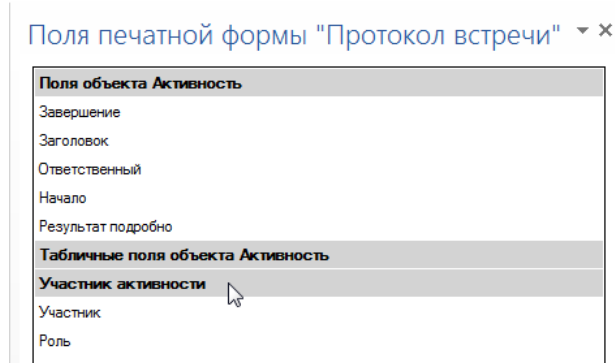 Поля печатной формы "Протокол встречи"
Поля объекта Активность
Завершение
Заголовок
Ответственный
Начало
Результат подробно
Табличные поля объекта Активность
Участник активности
Участник
Роль